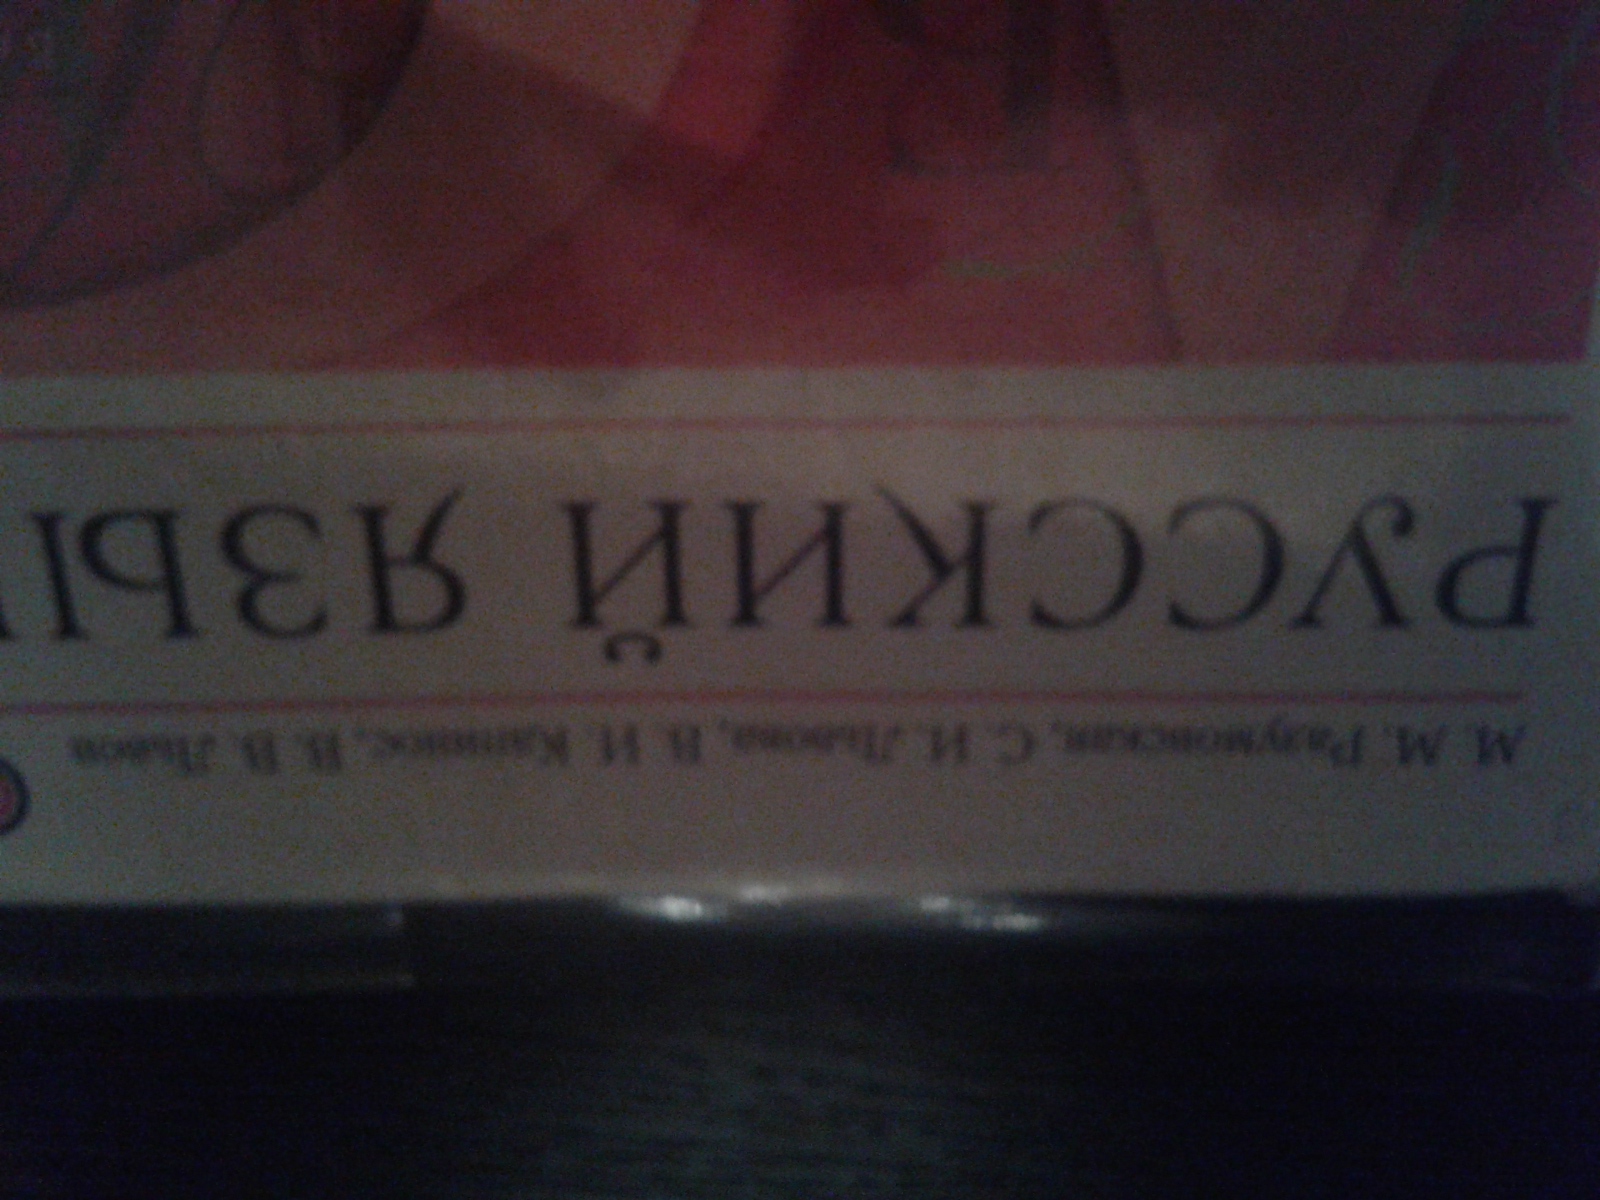 М. М. Разумовская, С. И. Львова, В. И. Капинос, В. В. Львов
РУССКИЙ ЯЗЫ